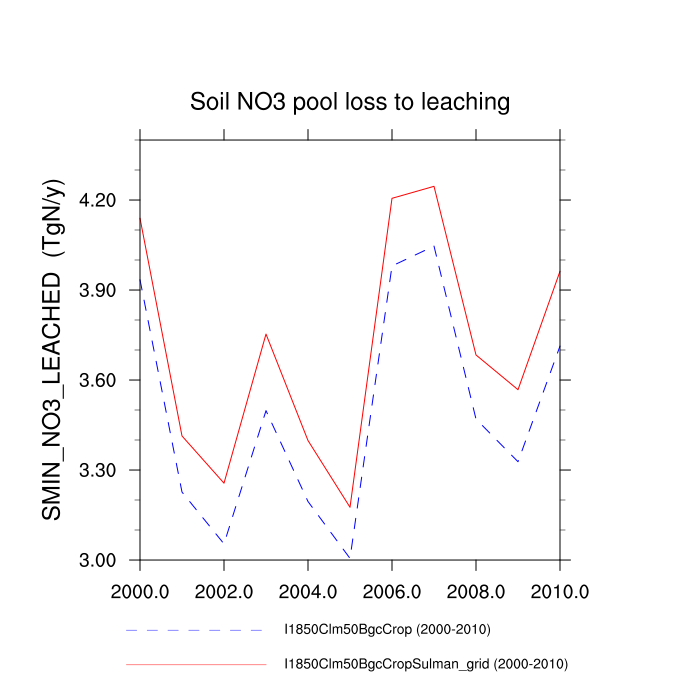 Soil NO3 pool loss to leaching
SMIN_NO3_LEACHED (TgN/y)
4.20
3.90
3.60
3.30
3.00
2000.0 2002.0 2004.0 2006.0 2008.0 2010.0
I1850Clm50BgcCrop (2000-2010)
I1850Clm50BgcCropSulman_grid (2000-2010)